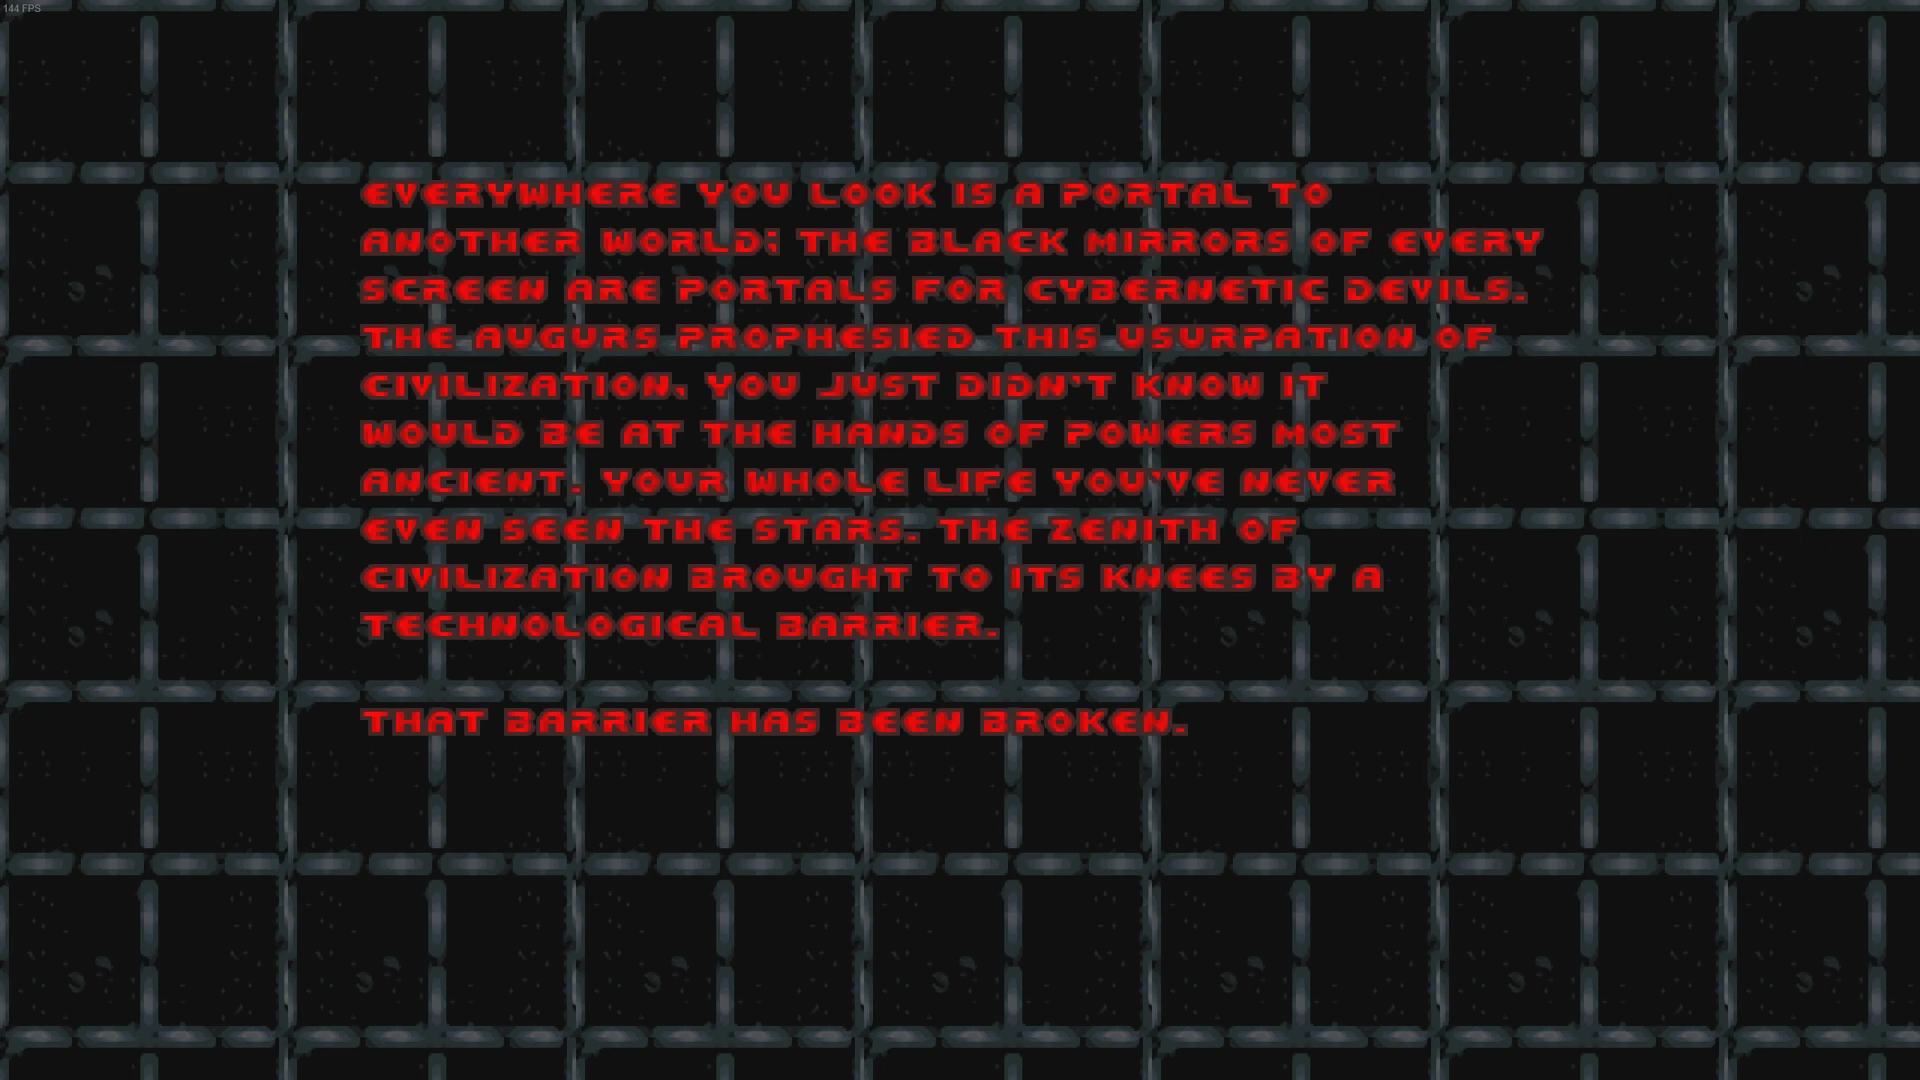 144 FPS
EVERYWHERE YOU LOOK IS A PORTAL TO
ANOTHER WORLD; THE BLACK MIRRORS OF EVERY
SCREEN ARE PORTALS FOR CYBERNETIC DEVILS.
THE AUGURS PROPHESIED THIS USURPATION OF
CIVILIZATION, YOU JUST DIDN'T KNOW IT
WOULD BE AT THE HANDS OF POWERS MOST
ANCIENT. YOUR WHOLE LIFE YOU'VE NEVER
EVEN SEEN THE STARS. THE ZENITH OF
CIVILIZATION BROUGHT TO ITS KNEES BY A
TECHNOLOGICAL BARRIER.
THAT BARRIER HAS BEEN BROKEN.